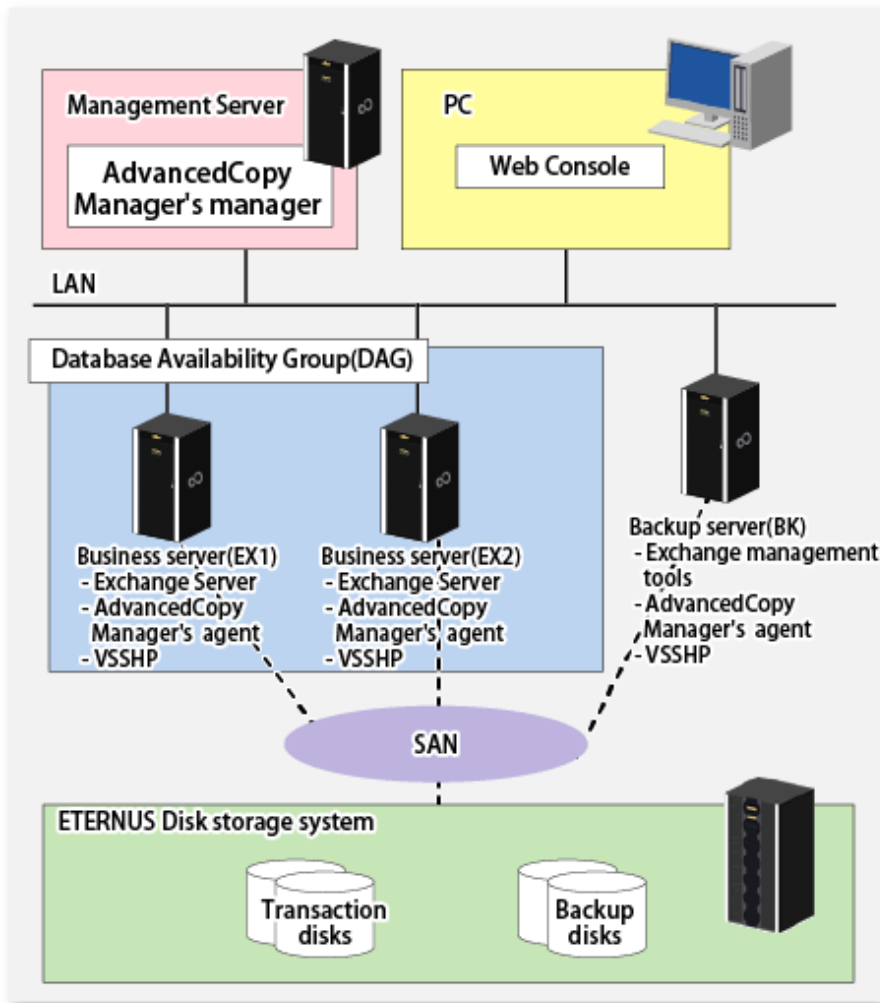 Management Server
AdvancedCopy
Manager's manager
PC
Web Console
LAN
Database Availability Group(DAG)
Business server(EX1)
- Exchange Server
- AdvancedCopy
Manager's agent
- VSSHP
Business server(EX2)
- Exchange Server
- AdvancedCopy
Manager's agent
- VSSHP
Backup server(BK)
- Exchange management
tools
- AdvancedCopy
Manager's agent
- VSSHP
SAN
ETERNUS Disk storage system
Transaction
disks
Backup
disks